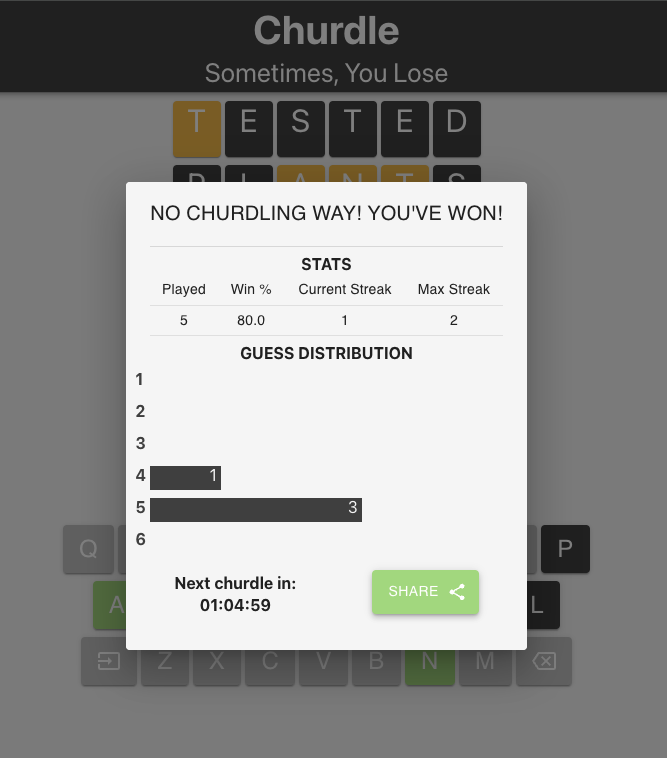 Churdle
Sometimes, You Lose
T E S T E D
NO CHURDLING WAY! YOU'VE WON!
STATS
Played Win % Current Streak Max Streak
5 80.0 1 2
GUESS DISTRIBUTION
1
2
3
4 1
5 3
6
Q P
Next churdle in:
01:04:59
SHARE
A L
Z X C V B N M